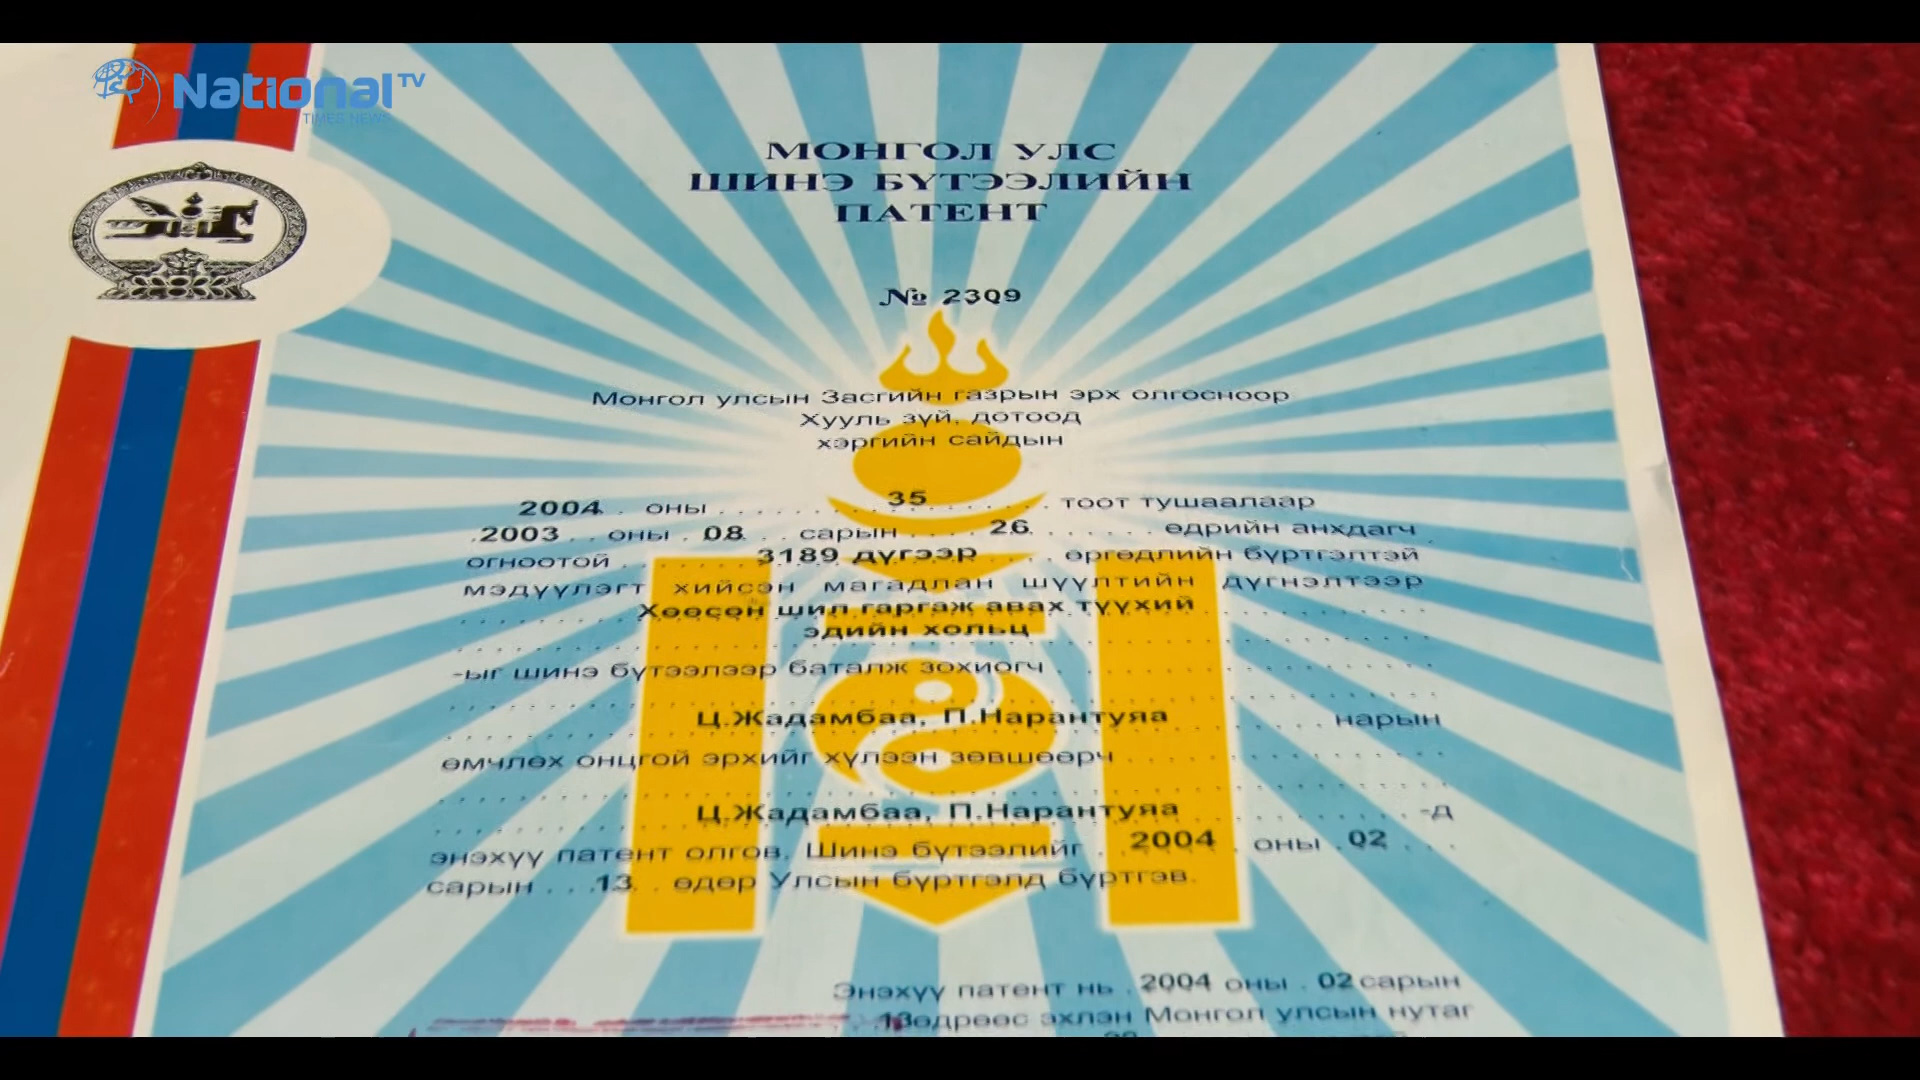 National TV
TIMES NEWS
МОНГОЛ УЛС
ШИНЭ БҮТЭЭЛИЙН
ПАТЕНТ
№ 2309
Монгол улсын Засгийн газрын эрх олгосноор
Хууль зүй, дотоод
хэргийн сайдын
2004 оны 35 тоот тушаалаар
2003 оны 08 сарын 26 өдрийн анхдагч
огноотой 3189 дүгээр өргөдлийн бүртгэлтэй
мэдүүлэгт хийсэн магадлан шүүлтийн дүгнэлтээр
Хөөсөн шил гаргаж авах түүхий
эдийн хольц
-ыг шинэ бүтээлээр баталж зохиогч
Ц.Жадамбаа, П.Нарантуяа нарын
өмчлөх онцгой эрхийг хүлээн зөвшөөрч
Ц.Жадамбаа, П.Нарантуяа -д
энэхүү патент олгов. Шинэ бүтээлийг 2004 оны 02
сарын 13 өдөр Улсын бүртгэлд бүртгэв.
Энэхүү патент нь 2004 оны 02 сарын
13 өдрөөс эхлэн Монгол улсын нутаг